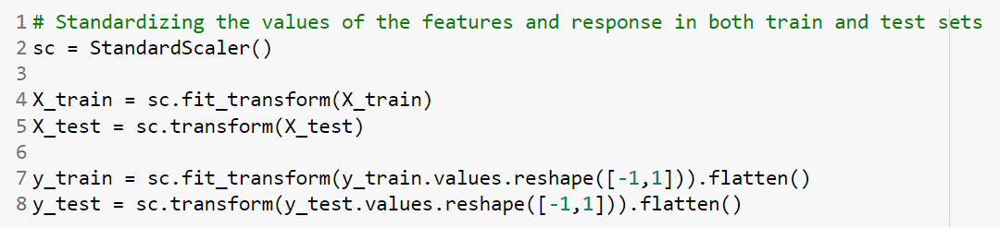 1 # Standardizing the values of the features and response in both train and test sets
2 sc = StandardScaler()
3
4 X_train = sc.fit_transform(X_train)
5 X_test = sc.transform(X_test)
6
7 y_train = sc.fit_transform(y_train.values.reshape([-1,1])).flatten()
8 y_test = sc.transform(y_test.values.reshape([-1,1])).flatten()